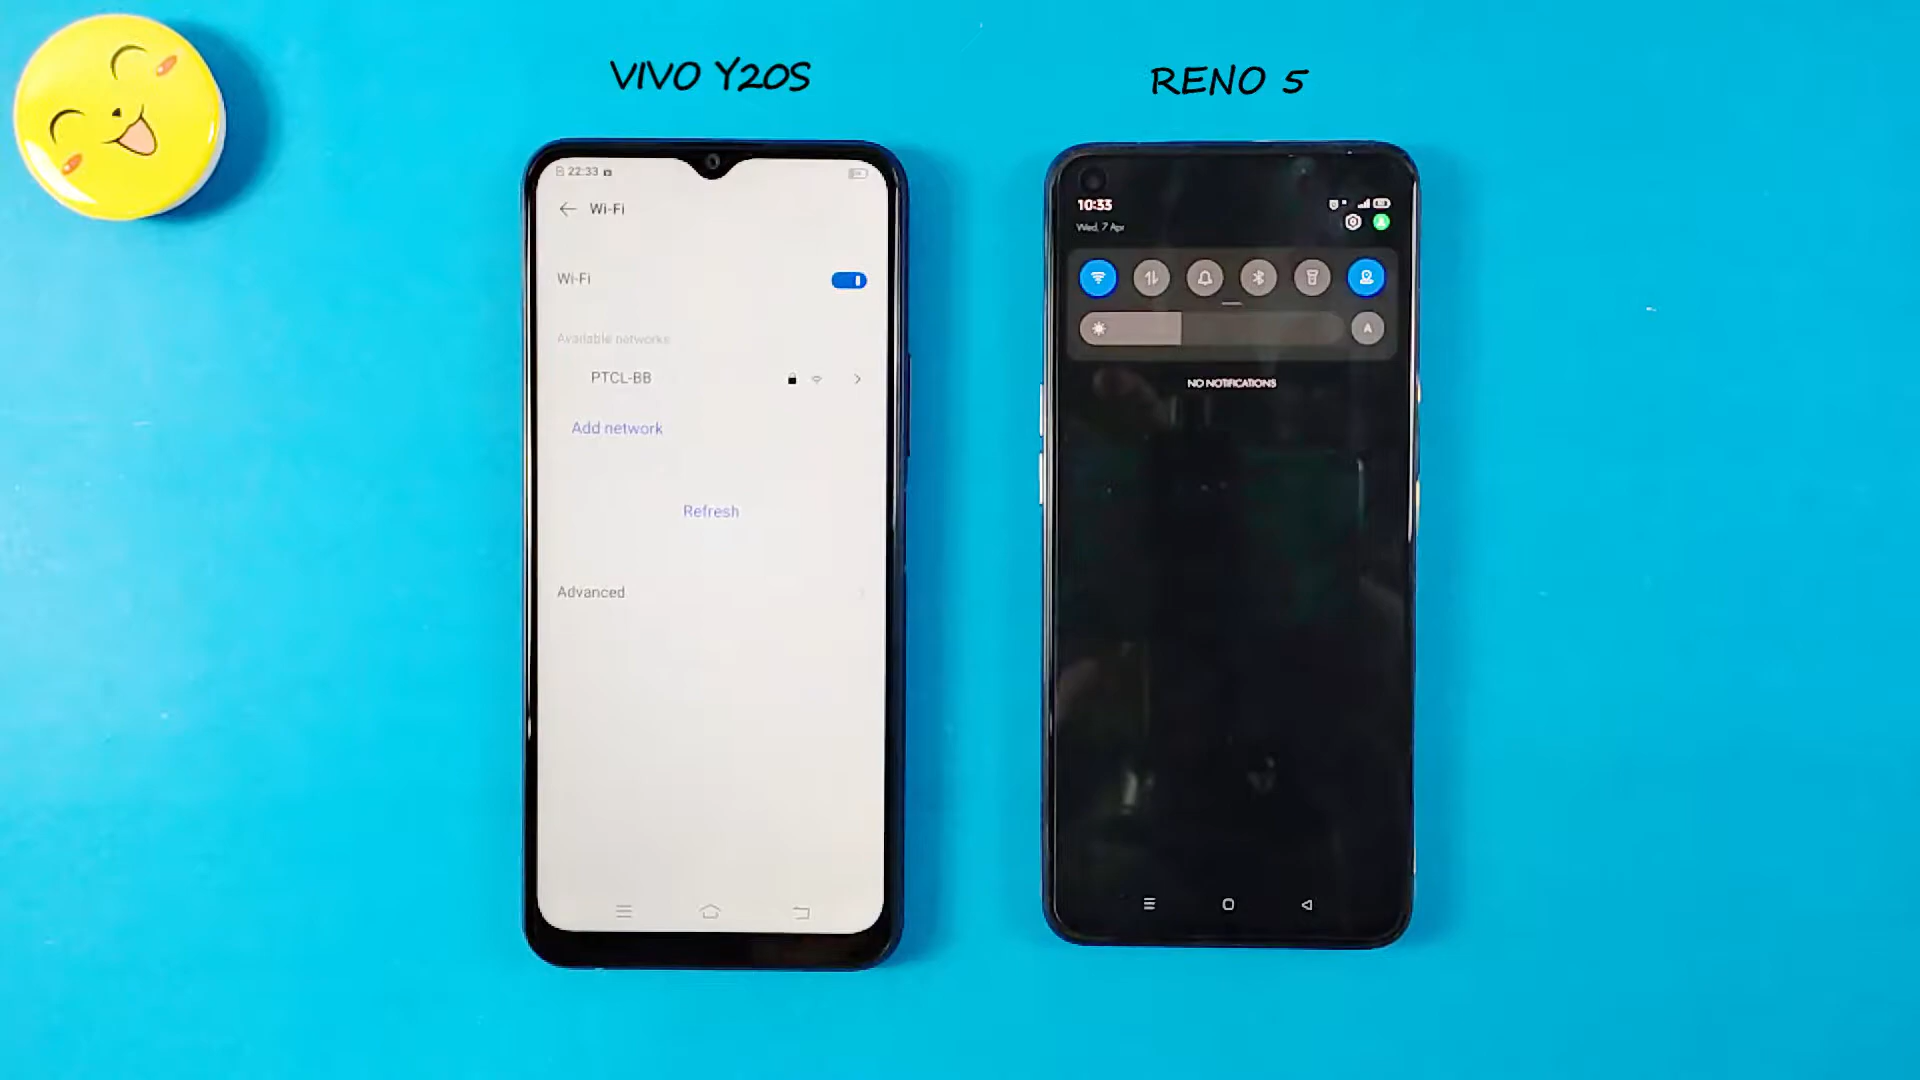 VIVO Y20S
RENO 5
22:33
Wi-Fi
Wi-Fi
Available networks
PTCL-BB
Add network
Refresh
Advanced
10:33
Wed, 7 Apr
A
NO NOTIFICATIONS